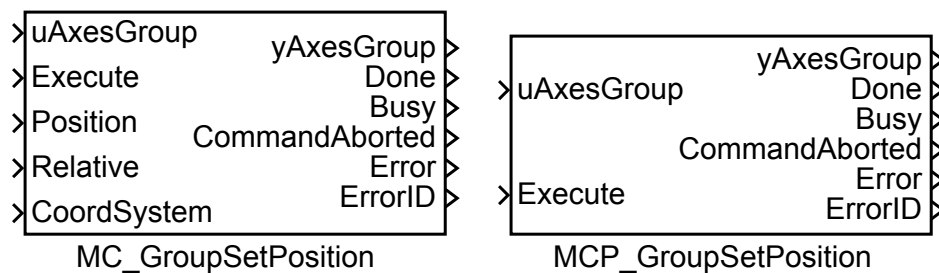 uAxesGroup
Execute
Position
Relative
CoordSystem
yAxesGroup
Done
Busy
CommandAborted
Error
ErrorID
MC_GroupSetPosition
uAxesGroup
Execute
yAxesGroup
Done
Busy
CommandAborted
Error
ErrorID
MCP_GroupSetPosition